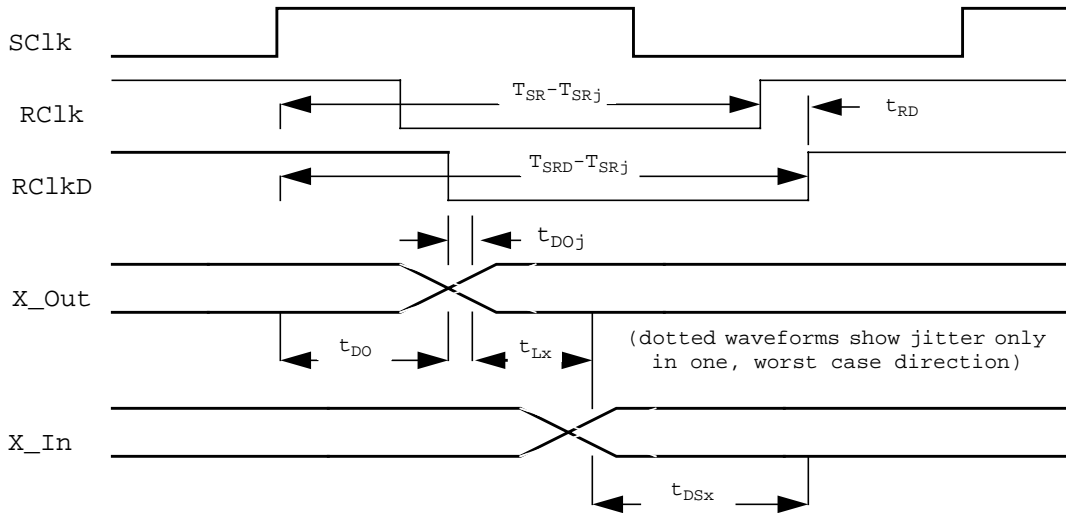 SClk
RClk
T_SR-T_SRj
t_RD
RClkD
T_SRD-T_SRj
t_DOj
X_Out
t_DO
t_Lx
(dotted waveforms show jitter only
in one, worst case direction)
X_In
t_DSx